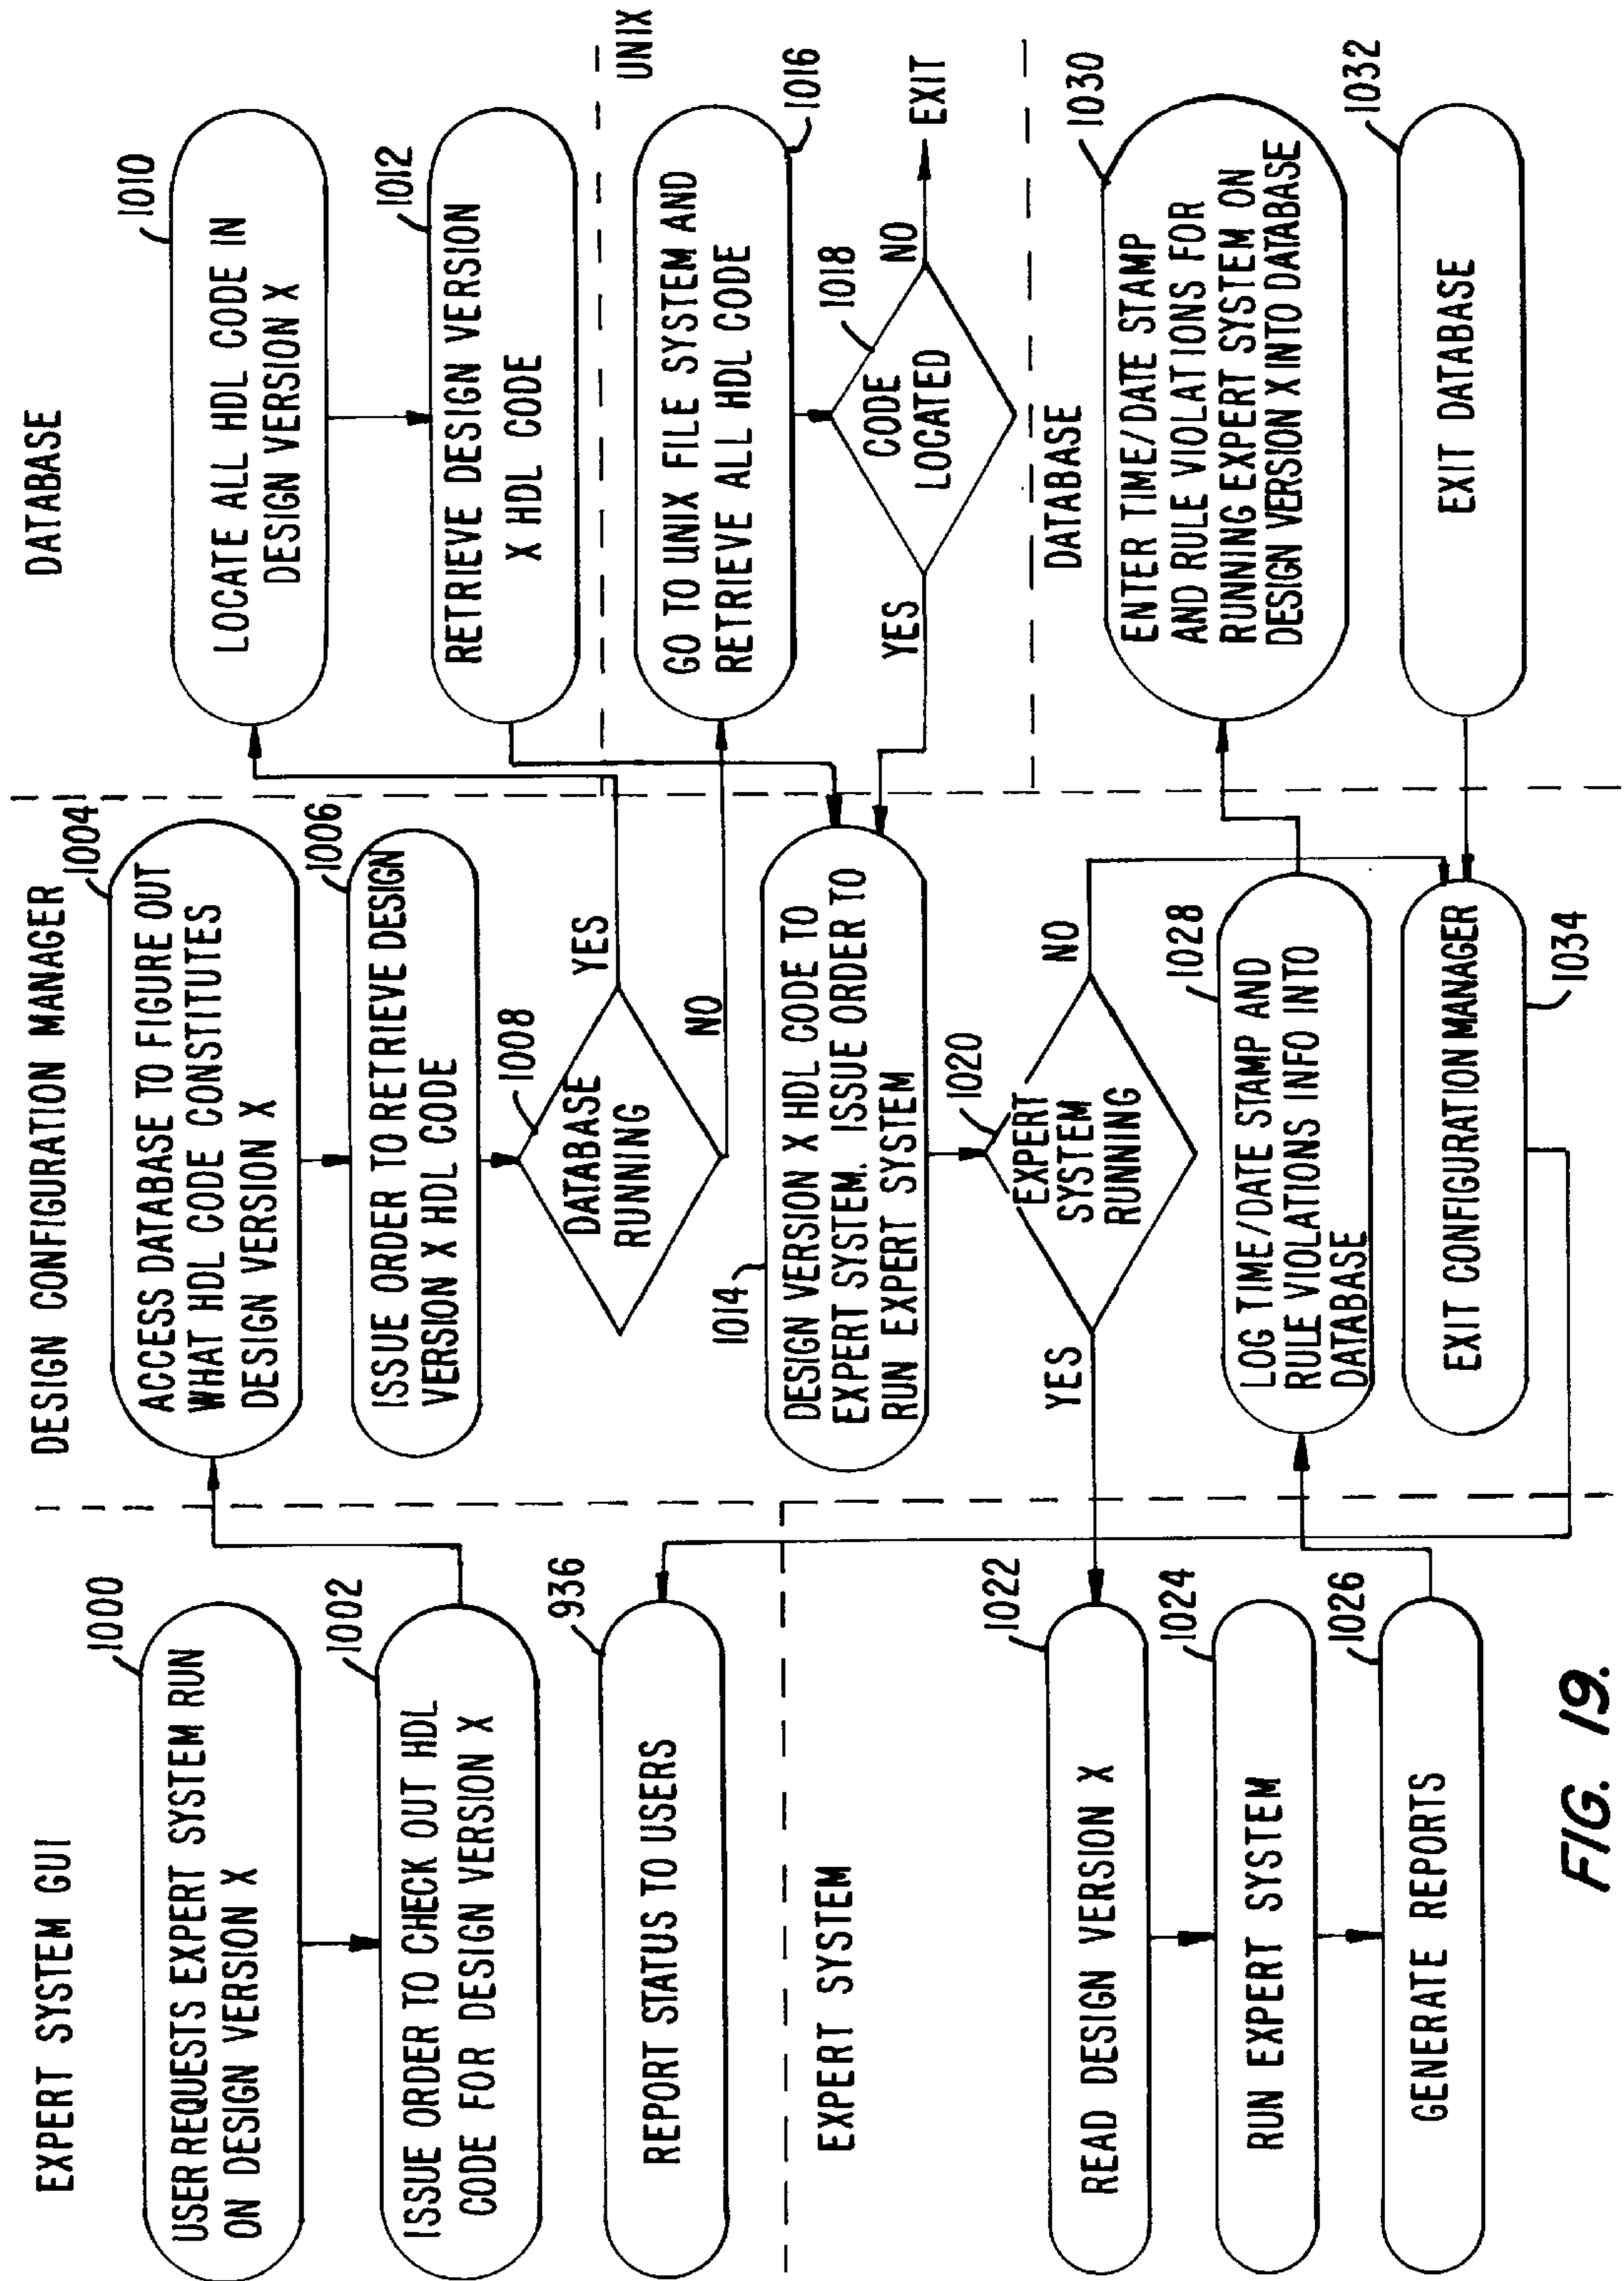 EXPERT SYSTEM GUI
1000
USER REQUESTS EXPERT SYSTEM RUN
ON DESIGN VERSION X
1002
ISSUE ORDER TO CHECK OUT HDL
CODE FOR DESIGN VERSION X
936
REPORT STATUS TO USERS
EXPERT SYSTEM
1022
READ DESIGN VERSION X
1024
RUN EXPERT SYSTEM
1026
GENERATE REPORTS
DESIGN CONFIGURATION MANAGER
1004
ACCESS DATABASE TO FIGURE OUT
WHAT HDL CODE CONSTITUTES
DESIGN VERSION X
1006
ISSUE ORDER TO RETRIEVE DESIGN
VERSION X HDL CODE
1008
DATABASE
RUNNING
YES
NO
1014
DESIGN VERSION X HDL CODE TO
EXPERT SYSTEM. ISSUE ORDER TO
RUN EXPERT SYSTEM
1020
EXPERT
SYSTEM
RUNNING
YES
NO
1028
LOG TIME/DATE STAMP AND
RULE VIOLATIONS INFO INTO
DATABASE
EXIT CONFIGURATION MANAGER
1034
DATABASE
1010
LOCATE ALL HDL CODE IN
DESIGN VERSION X
1012
RETRIEVE DESIGN VERSION
X HDL CODE
UNIX
GO TO UNIX FILE SYSTEM AND
RETRIEVE ALL HDL CODE
1016
1018
CODE
LOCATED
YES
NO
EXIT
DATABASE
1030
ENTER TIME/DATE STAMP
AND RULE VIOLATIONS FOR
RUNNING EXPERT SYSTEM ON
DESIGN VERSION X INTO DATABASE
1032
EXIT DATABASE
FIG. 19.